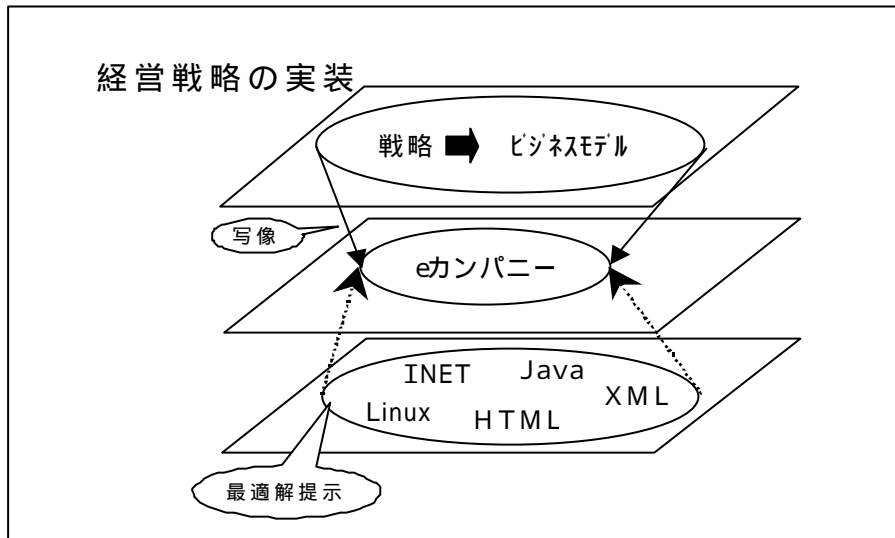 経営戦略の実装
戦略 ➡ ﾋﾞｼﾞﾈｽﾓﾃﾞﾙ
写像
eカンパニー
INET Java
XML
Linux HTML
最適解提示